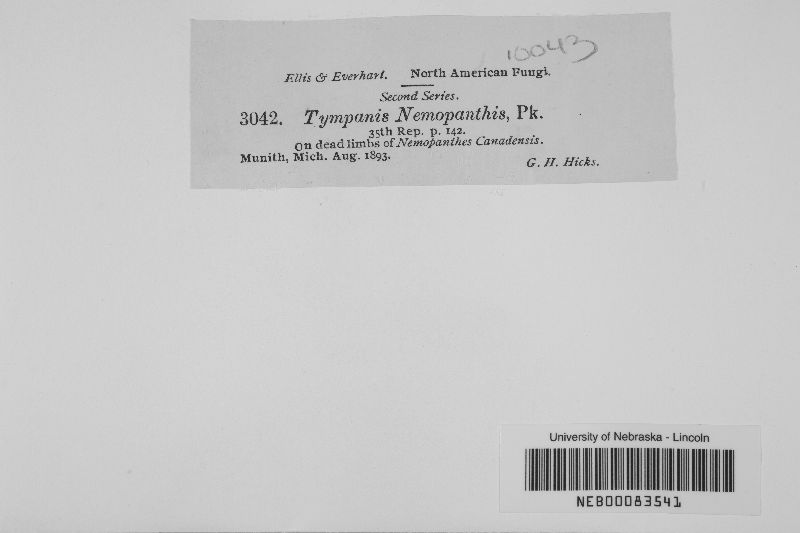 10043
Ellis & Everhart. North American Fungi.
Second Series.
3042. Tympanis Nemopanthis, Pk.
35th Rep. p. 142.
on dead limbs of Nemopanthes Canadensis.
Munith, Mich. Aug. 1893.
G. H. Hicks.
University of Nebraska - Lincoln
NEB00083541